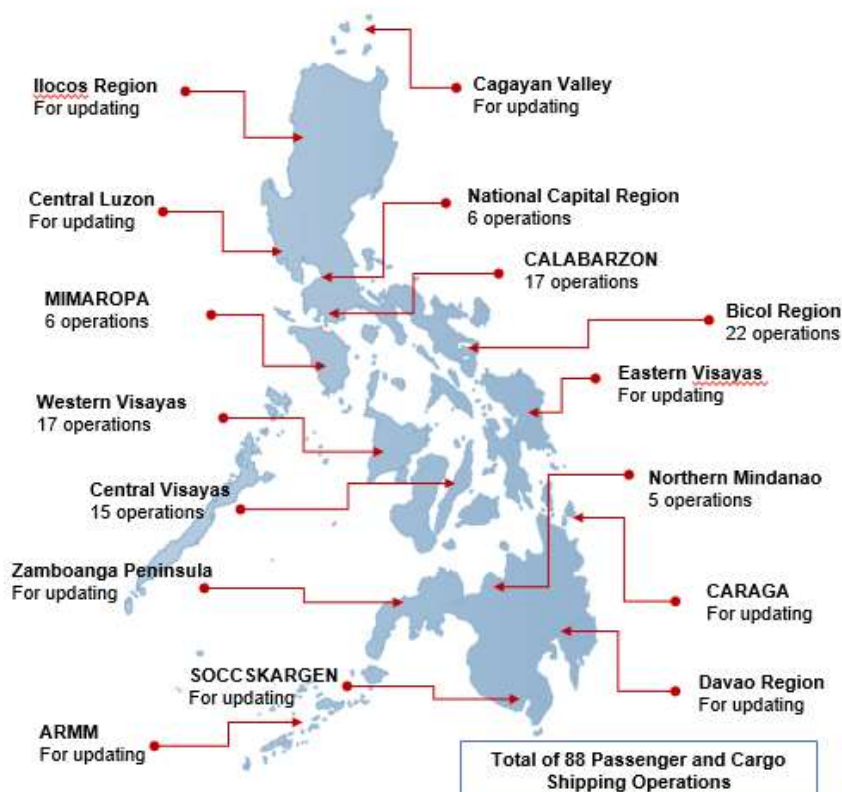 Ilocos Region
For updating
Cagayan Valley
For updating
Central Luzon
For updating
National Capital Region
6 operations
CALABARZON
17 operations
MIMAROPA
6 operations
Bicol Region
22 operations
Eastern Visayas
For updating
Western Visayas
17 operations
Northern Mindanao
5 operations
Central Visayas
15 operations
Zamboanga Peninsula
For updating
CARAGA
For updating
SOCCSKARGEN
For updating
Davao Region
For updating
ARMM
For updating
Total of 88 Passenger and Cargo
Shipping Operations